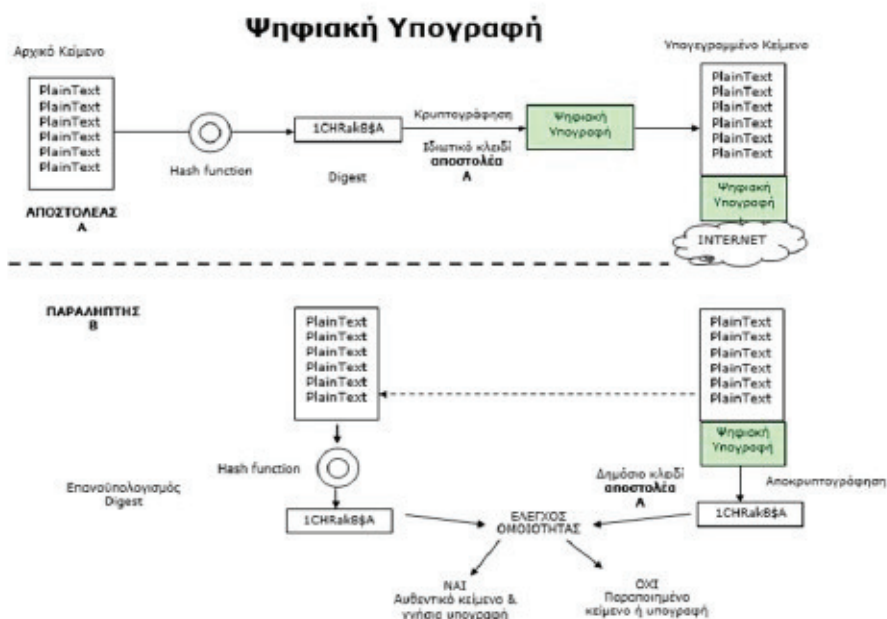 Ψηφιακή Υπογραφή
Αρχικό Κείμενο
PlainText
PlainText
PlainText
PlainText
PlainText
PlainText
ΑΠΟΣΤΟΛΕΑΣ
Α
Hash function
1CHRakB$A
Digest
Κρυπτογράφηση
Ιδιωτικό κλειδί
αποστολέα
Α
Ψηφιακή
Υπογραφή
Υπογεγραμμένο Κείμενο
PlainText
PlainText
PlainText
PlainText
PlainText
PlainText
Ψηφιακή
Υπογραφή
INTERNET
ΠΑΡΑΛΗΠΤΗΣ
Β
PlainText
PlainText
PlainText
PlainText
PlainText
PlainText
Hash function
Επαναϋπολογισμός
Digest
1CHRakB$A
PlainText
PlainText
PlainText
PlainText
PlainText
PlainText
Ψηφιακή
Υπογραφή
Δημόσιο κλειδί
αποστολέα
Α
Αποκρυπτογράφηση
1CHRakB$A
ΕΛΕΓΧΟΣ
ΟΜΟΙΟΤΗΤΑΣ
ΝΑΙ
Αυθεντικό κείμενο &
γνήσια υπογραφή
ΟΧΙ
Παραποιημένο
κείμενο ή υπογραφή